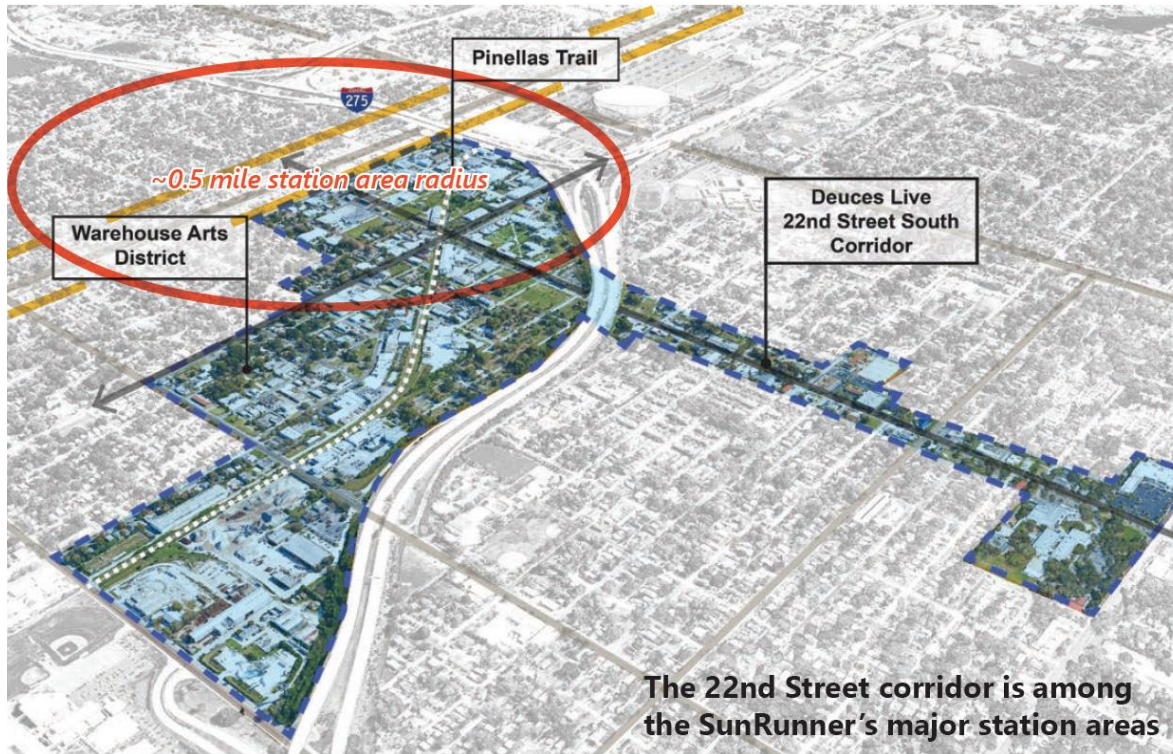 Pinellas Trail
275
~0.5 mile station area radius
Warehouse Arts
District
Deuces Live
22nd Street South
Corridor
The 22nd Street corridor is among
the SunRunner's major station areas